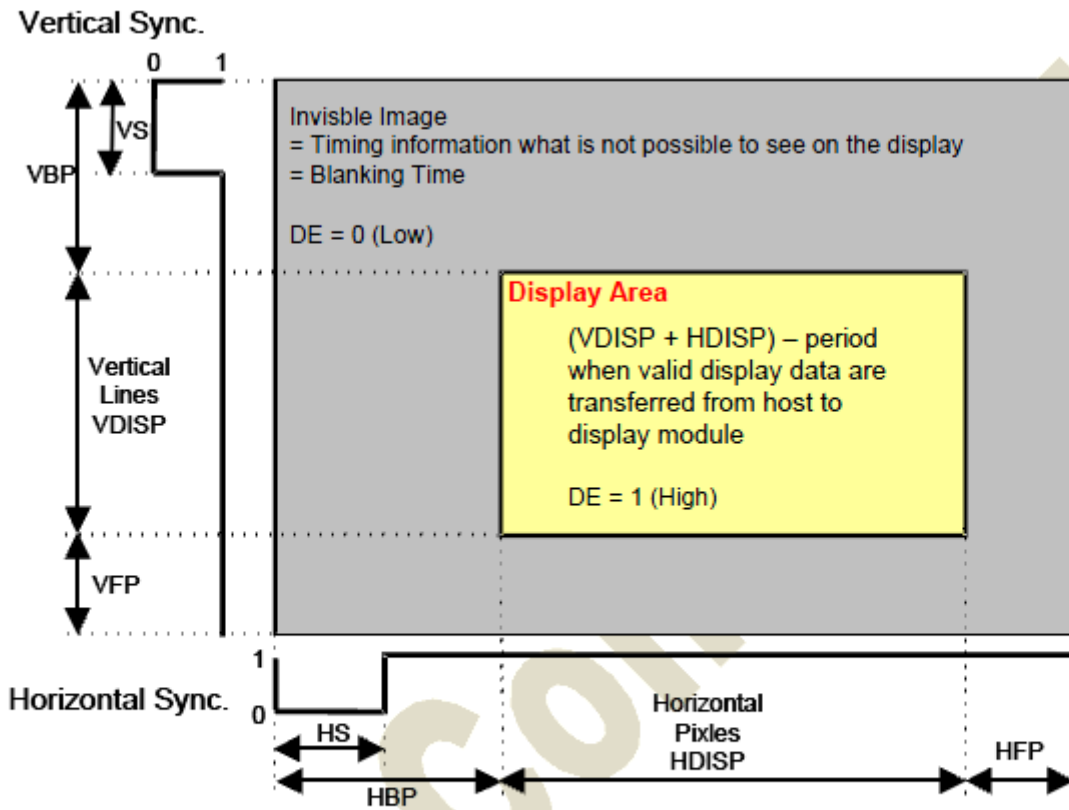 Vertical Sync.
0 1
Invisble Image
= Timing information what is not possible to see on the display
= Blanking Time
DE = 0 (Low)
VS
VBP
Display Area
(VDISP + HDISP) – period
when valid display data are
transferred from host to
display module
DE = 1 (High)
Vertical
Lines
VDISP
VFP
1
Horizontal Sync.
0
HS
HBP
Horizontal
Pixles
HDISP
HFP